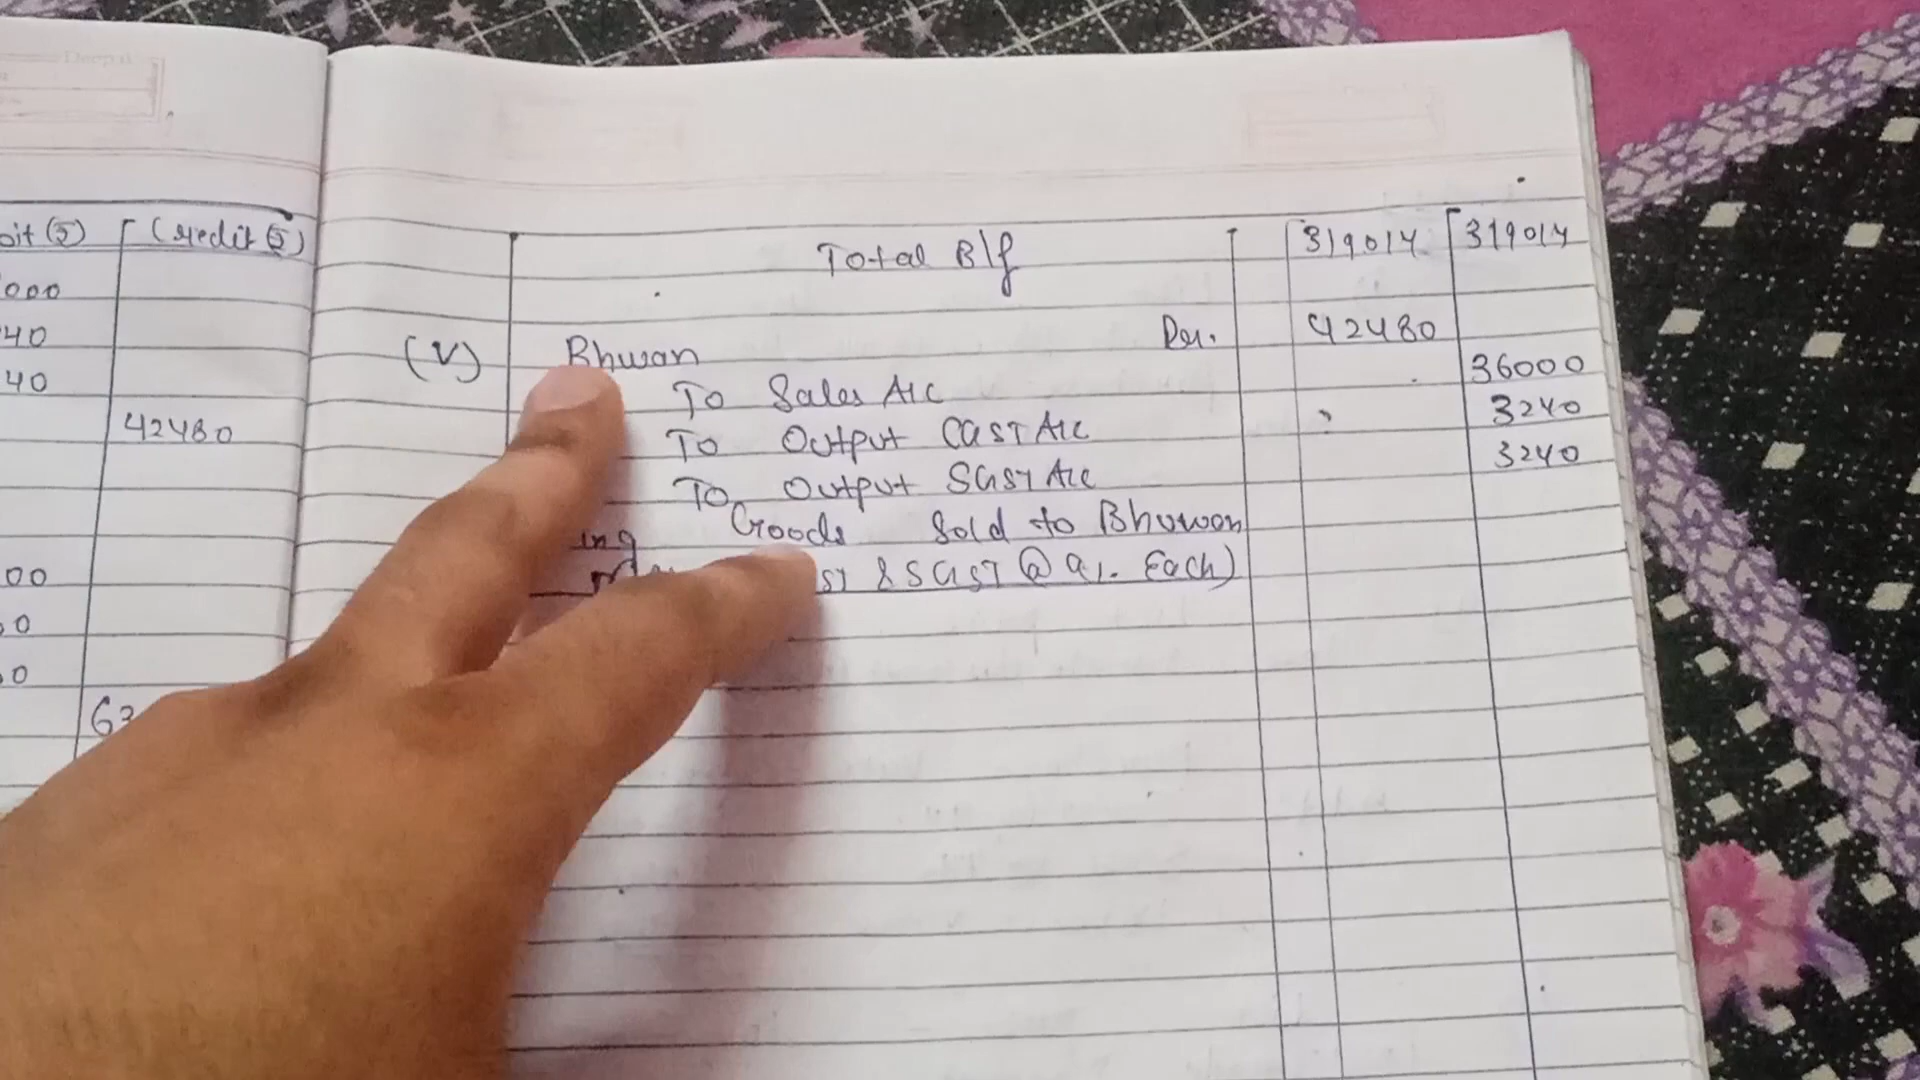 (Credit (₹)
000
40
40
42480
00
0
0
63
Total B/f 319014 319014
(V) Bhuwan Dr. 42480
To Sales A/c 36000
To Output CGST A/c 3240
To Output SGST A/c 3240
ing Goods Sold to Bhuwan
ST & SGST @ 9%. Each)